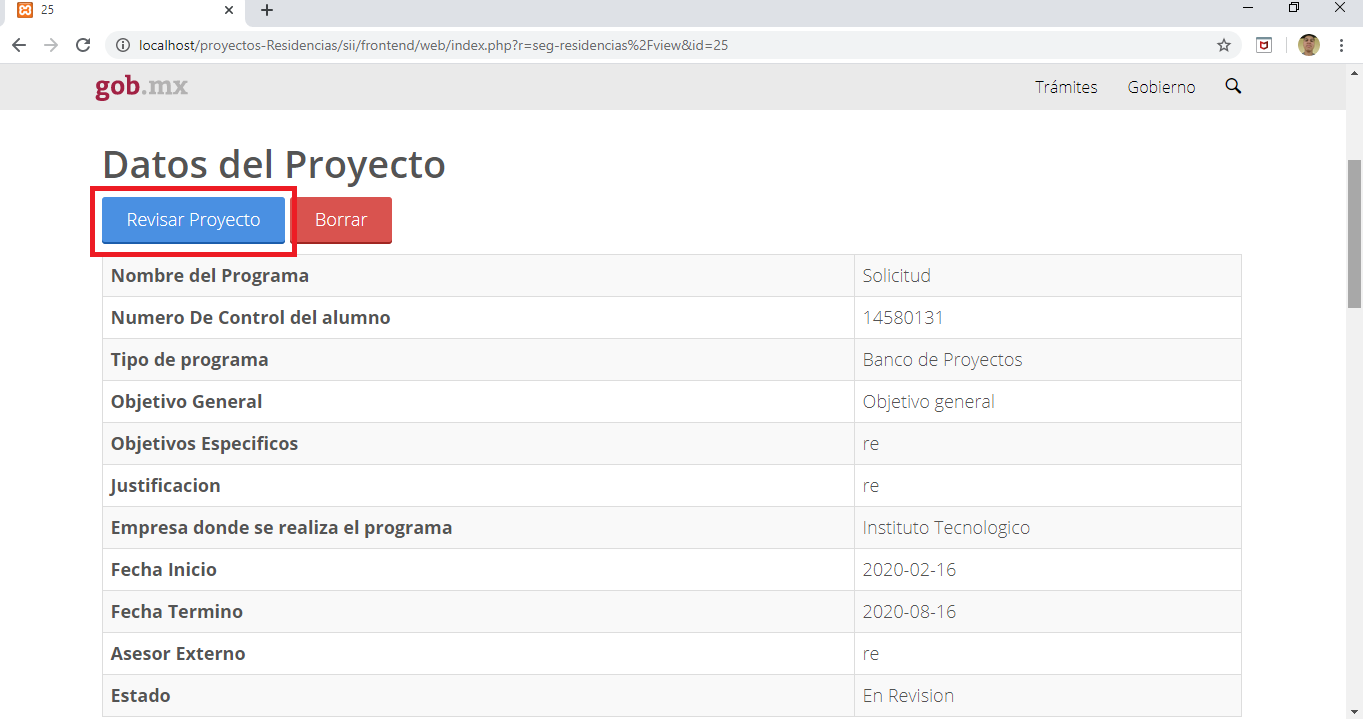 25
localhost/proyectos-Residencias/sii/frontend/web/index.php?r=seg-residencias%2Fview&id=25
gob.mx Trámites Gobierno
Datos del Proyecto
Revisar Proyecto Borrar
Nombre del Programa Solicitud
Numero De Control del alumno 14580131
Tipo de programa Banco de Proyectos
Objetivo General Objetivo general
Objetivos Especificos re
Justificacion re
Empresa donde se realiza el programa Instituto Tecnologico
Fecha Inicio 2020-02-16
Fecha Termino 2020-08-16
Asesor Externo re
Estado En Revision